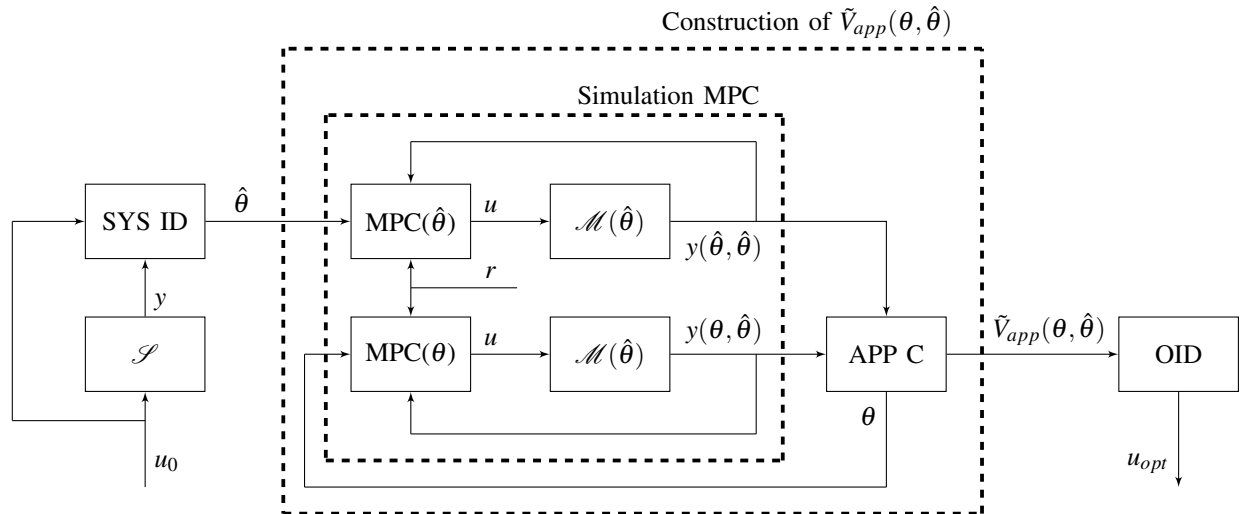 Construction of Ṽ_app(θ, θ̂)
Simulation MPC
SYS ID
θ̂
MPC(θ̂)
u
ℳ(θ̂)
y(θ̂, θ̂)
y
r
𝒮
MPC(θ)
u
ℳ(θ̂)
y(θ, θ̂)
APP C
Ṽ_app(θ, θ̂)
OID
θ
u_0
u_opt